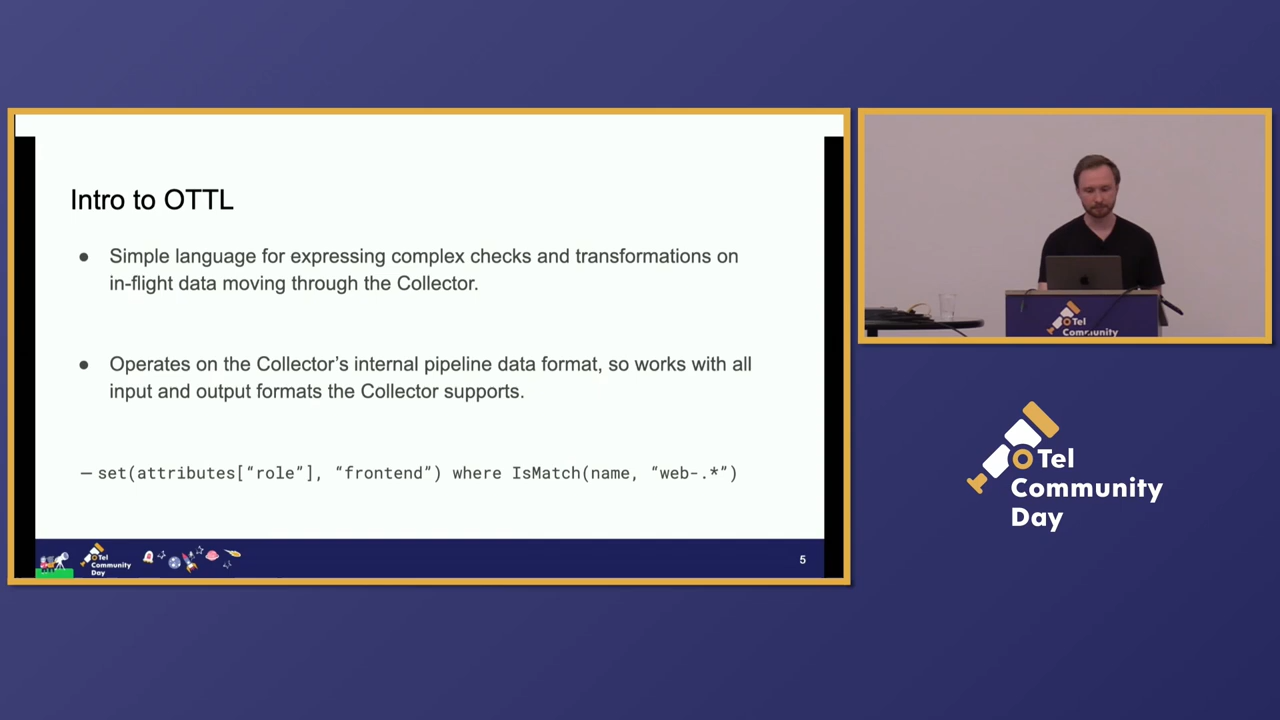 Intro to OTTL
● Simple language for expressing complex checks and transformations on
in-flight data moving through the Collector.
● Operates on the Collector’s internal pipeline data format, so works with all
input and output formats the Collector supports.
— set(attributes[“role”], “frontend”) where IsMatch(name, “web-.*”)
OTel
Community
Day
5
OTel
Community
OTel
Community
Day